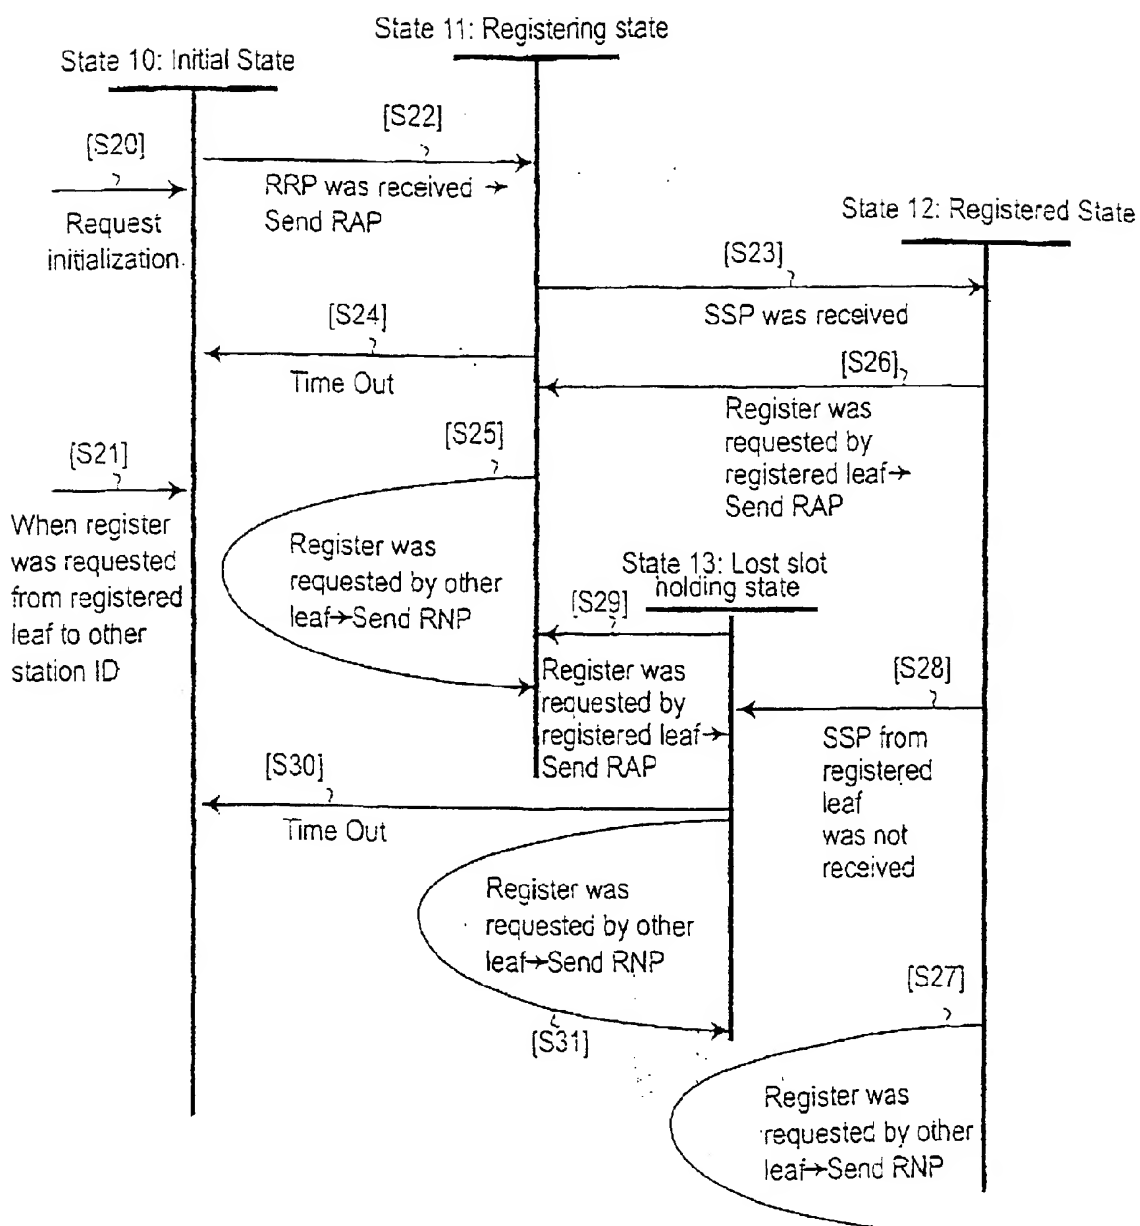 State 11: Registering state
State 10: Initial State
[S22]
[S20]
RRP was received →
Send RAP
Request
initialization
State 12: Registered State
[S23]
SSP was received
[S24]
Time Out
[S26]
Register was
requested by
registered leaf→
Send RAP
[S25]
[S21]
When register
was requested
from registered
leaf to other
station ID
Register was
requested by other
leaf→Send RNP
State 13: Lost slot
holding state
[S29]
Register was
requested by
registered leaf→
Send RAP
[S28]
SSP from
registered
leaf
was not
received
[S30]
Time Out
Register was
requested by other
leaf→Send RNP
[S31]
[S27]
Register was
requested by other
leaf→Send RNP